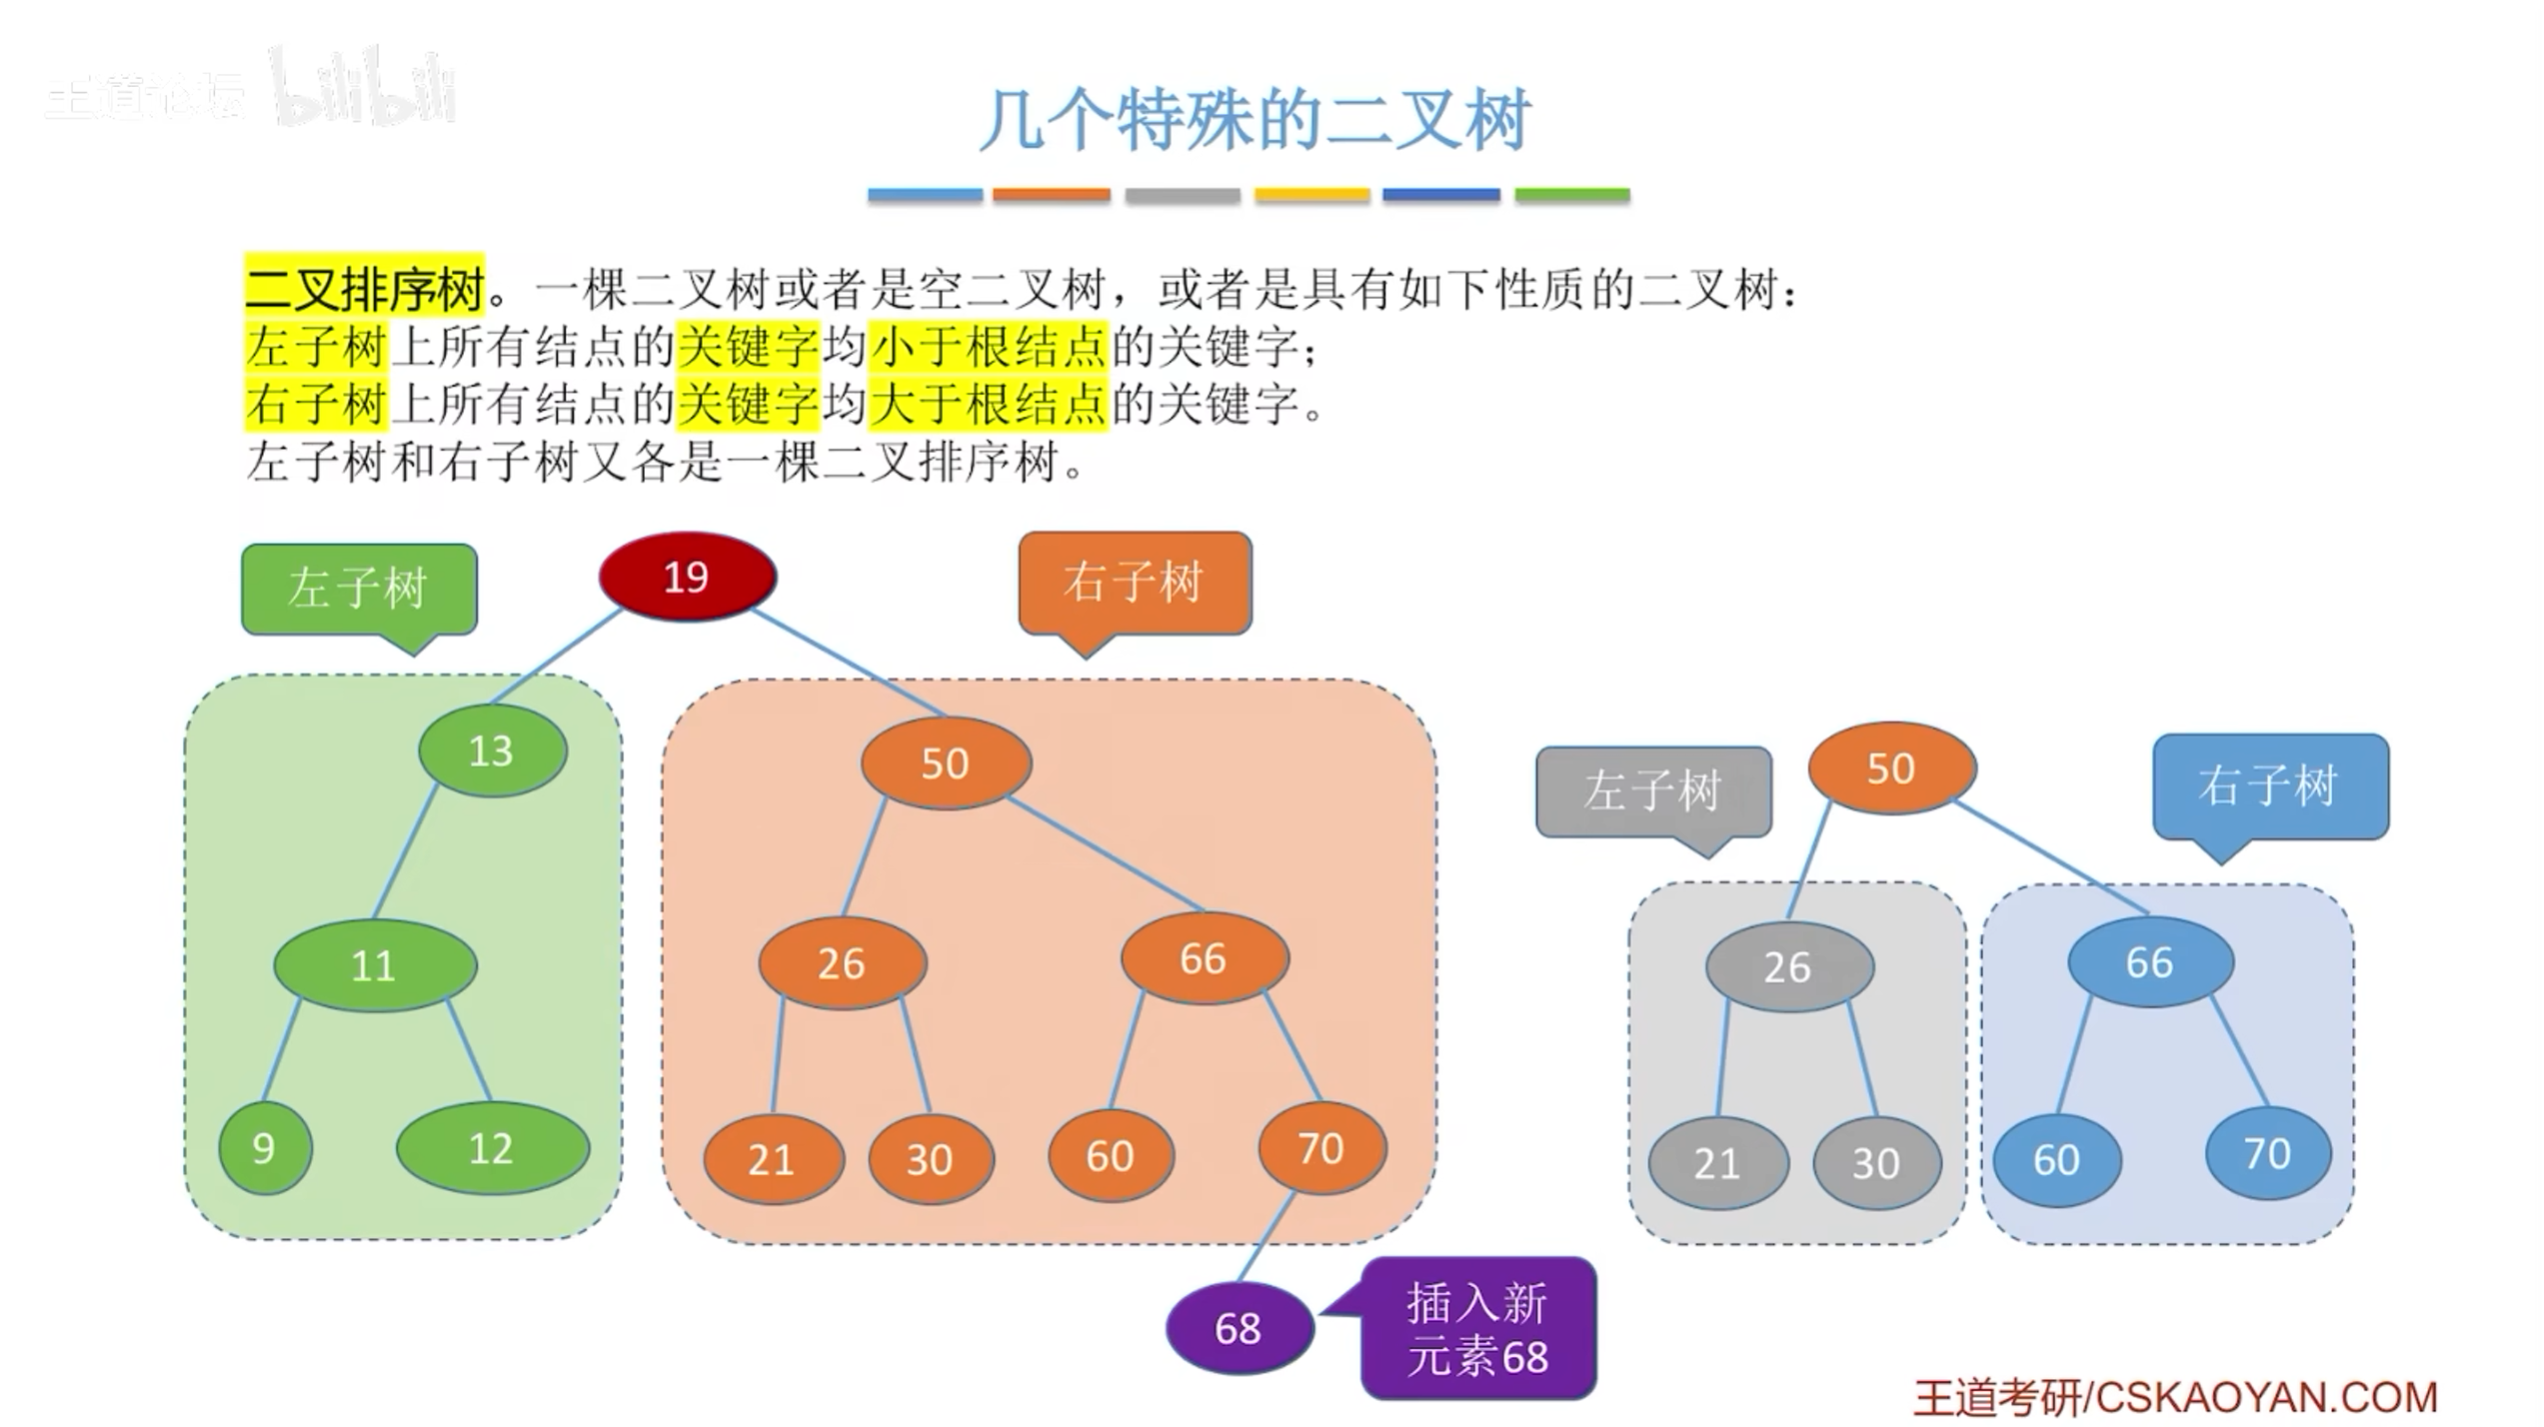 王道论坛 bilibili
几个特殊的二叉树
二叉排序树。一棵二叉树或者是空二叉树，或者是具有如下性质的二叉树：
左子树上所有结点的关键字均小于根结点的关键字；
右子树上所有结点的关键字均大于根结点的关键字。
左子树和右子树又各是一棵二叉排序树。
左子树
19
右子树
13
50
左子树
50
右子树
11
26
66
26
66
9
12
21
30
60
70
21
30
60
70
68
插入新
元素68
王道考研/CSKAOYAN.COM